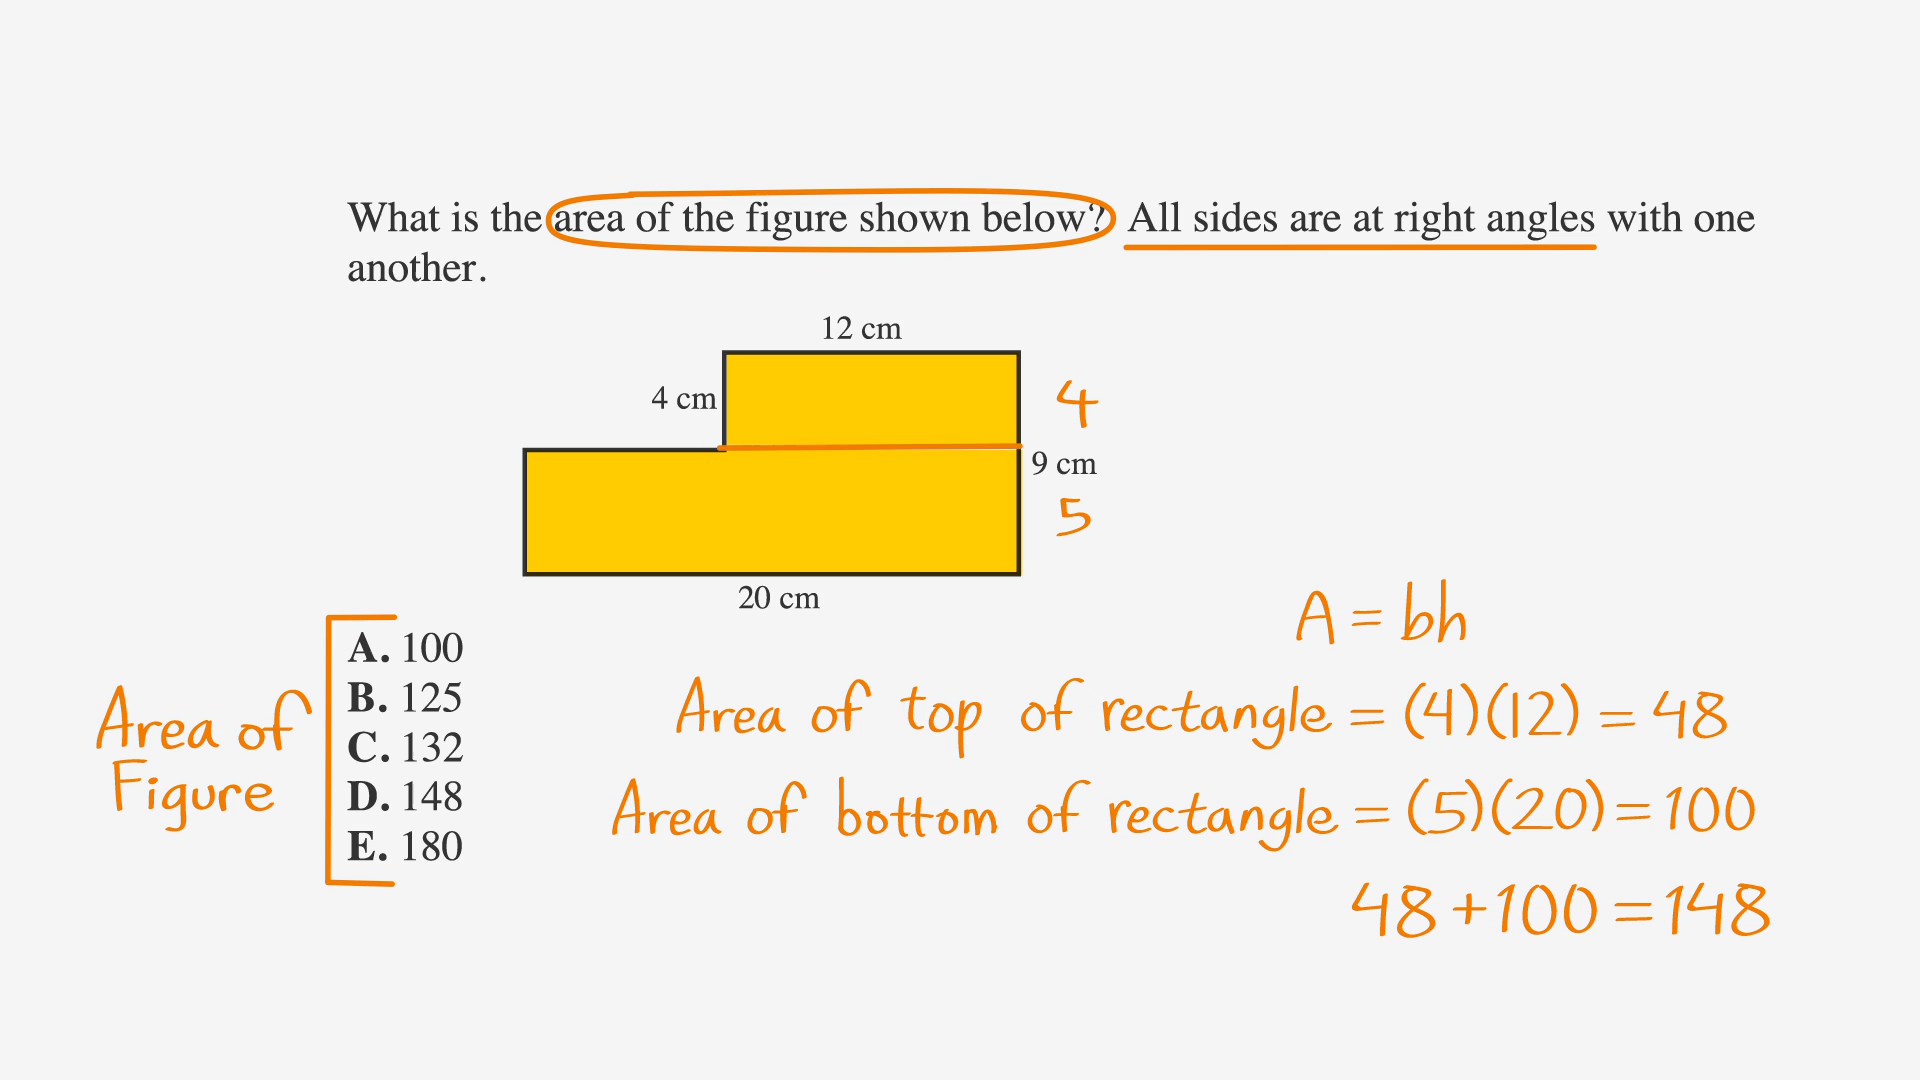 What is the area of the figure shown below? All sides are at right angles with one
another.
12 cm
4 cm
4
9 cm
5
20 cm
A = bh
A. 100
B. 125
C. 132
D. 148
E. 180
Area of
Figure
Area of top of rectangle = (4)(12) = 48
Area of bottom of rectangle = (5)(20) = 100
48 + 100 = 148